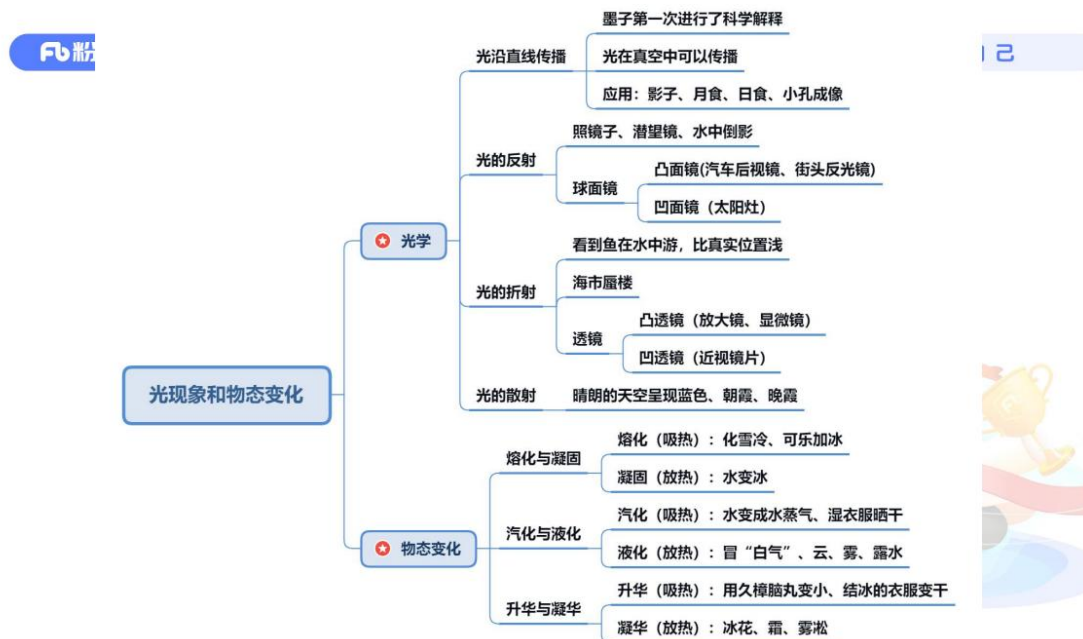 墨子第一次进行了科学解释
Fb粉
光沿直线传播
光在真空中可以传播
己
应用：影子、月食、日食、小孔成像
照镜子、潜望镜、水中倒影
光的反射
凸面镜(汽车后视镜、街头反光镜)
球面镜
凹面镜（太阳灶）
光学
看到鱼在水中游，比真实位置浅
光的折射
海市蜃楼
凸透镜（放大镜、显微镜）
透镜
凹透镜（近视镜片）
光现象和物态变化
光的散射
晴朗的天空呈现蓝色、朝霞、晚霞
熔化（吸热）：化雪冷、可乐加冰
熔化与凝固
凝固（放热）：水变冰
汽化（吸热）：水变成水蒸气、湿衣服晒干
物态变化
汽化与液化
液化（放热）：冒“白气”、云、雾、露水
升华（吸热）：用久樟脑丸变小、结冰的衣服变干
升华与凝华
凝华（放热）：冰花、霜、雾凇